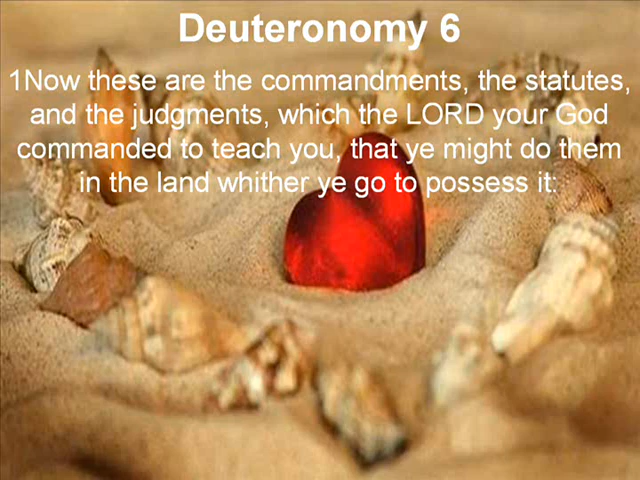 Deuteronomy 6
1Now these are the commandments, the statutes,
and the judgments, which the LORD your God
commanded to teach you, that ye might do them
in the land whither ye go to possess it: